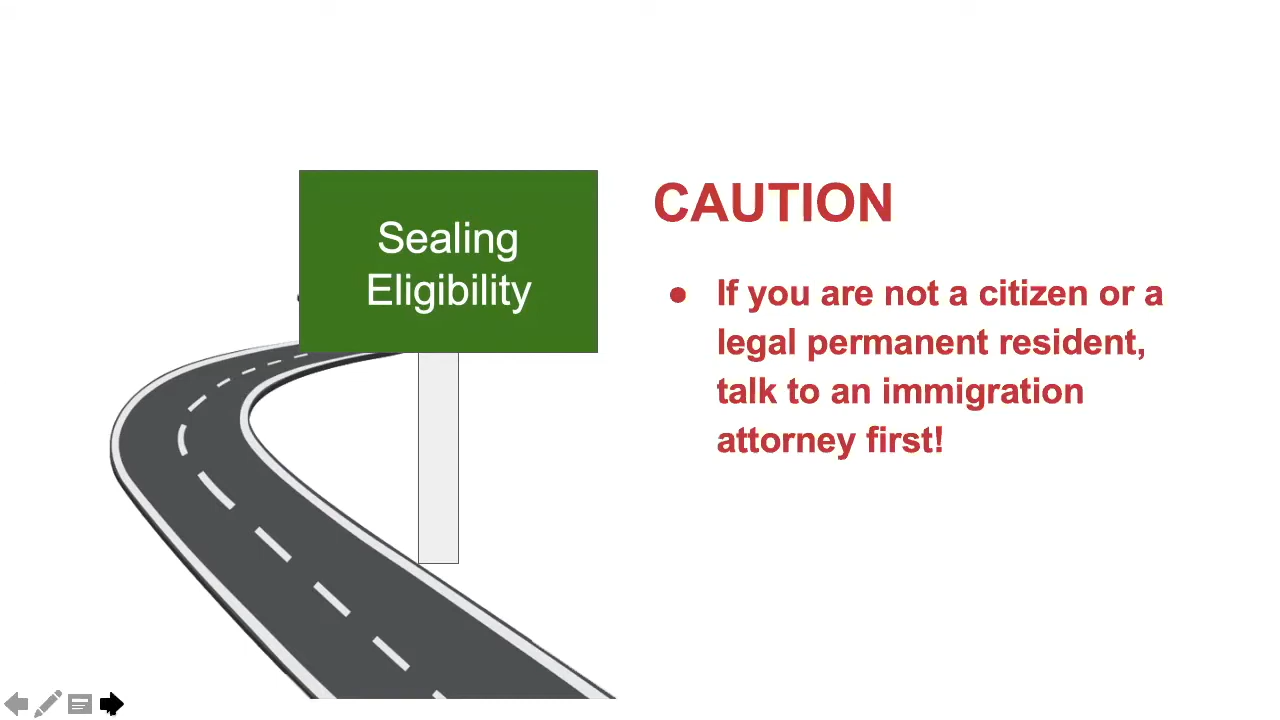 Sealing
Eligibility
CAUTION
● If you are not a citizen or a
legal permanent resident,
talk to an immigration
attorney first!